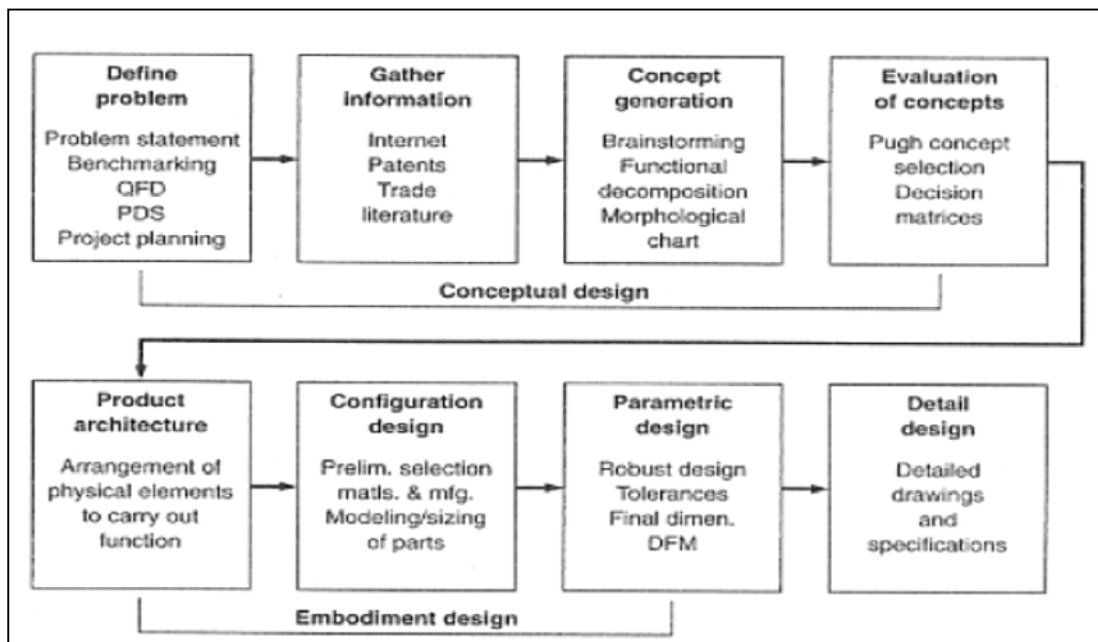 Define
problem
Problem statement
Benchmarking
QFD
PDS
Project planning
Gather
information
Internet
Patents
Trade
literature
Concept
generation
Brainstorming
Functional
decomposition
Morphological
chart
Evaluation
of concepts
Pugh concept
selection
Decision
matrices
Conceptual design
Product
architecture
Arrangement of
physical elements
to carry out
function
Configuration
design
Prelim. selection
matls. & mfg.
Modeling/sizing
of parts
Parametric
design
Robust design
Tolerances
Final dimen.
DFM
Detail
design
Detailed
drawings
and
specifications
Embodiment design